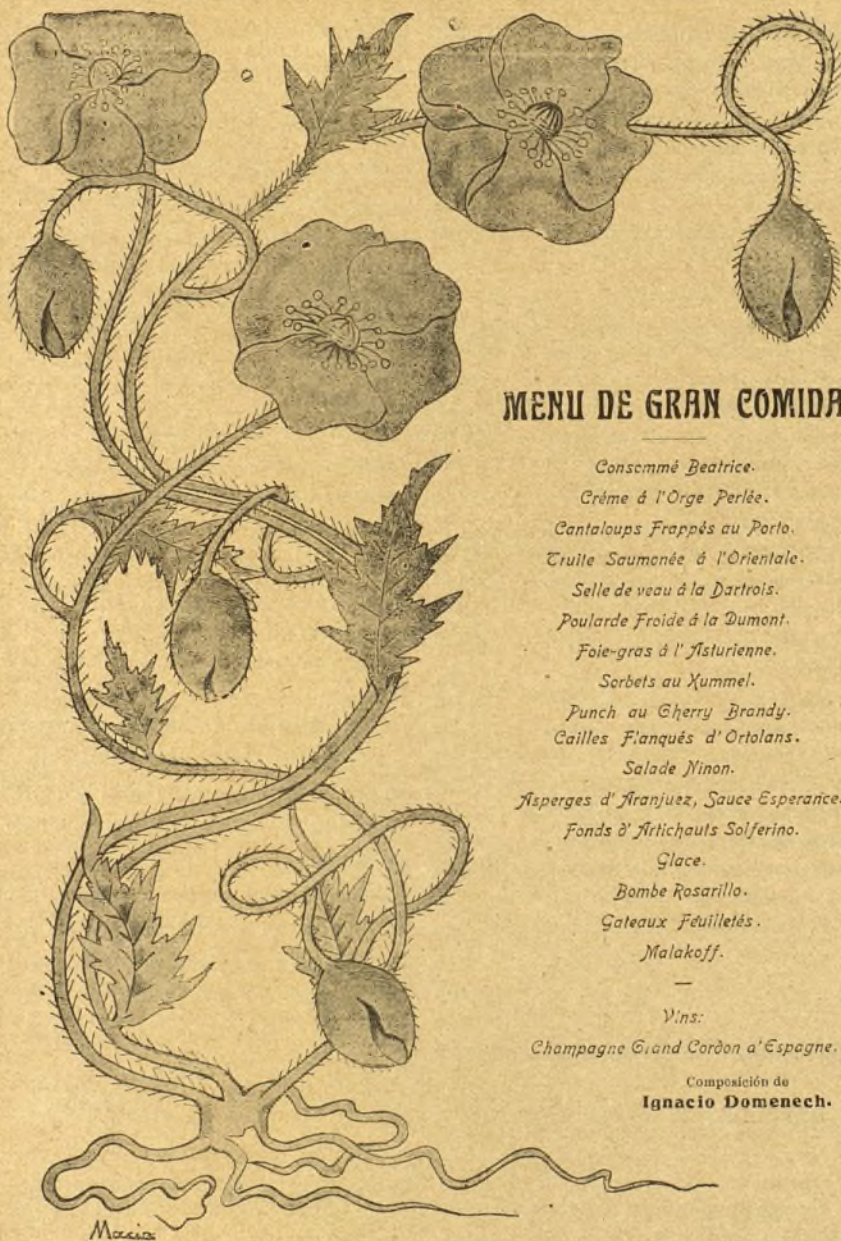 MENU DE GRAN COMIDA
Consommé Beatrice.
Créme á l'Orge Perlée.
Cantaloups Frappés au Porto.
Truite Saumonée á l'Orientale.
Selle de veau á la Dartrois.
Poularde Froide á la Dumont.
Foie-gras á l'Asturienne.
Sorbets au Kummel.
Punch au Cherry Brandy.
Cailles Flanqués d'Ortolans.
Salade Ninon.
Asperges d'Aranjuez, Sauce Esperance.
Fonds d'Artichauts Solferino.
Glace.
Bombe Rosarillo.
Gateaux Feuilletés.
Malakoff.
Vins:
Champagne Grand Cordon d'Espagne.
Composición de
Ignacio Domenech.